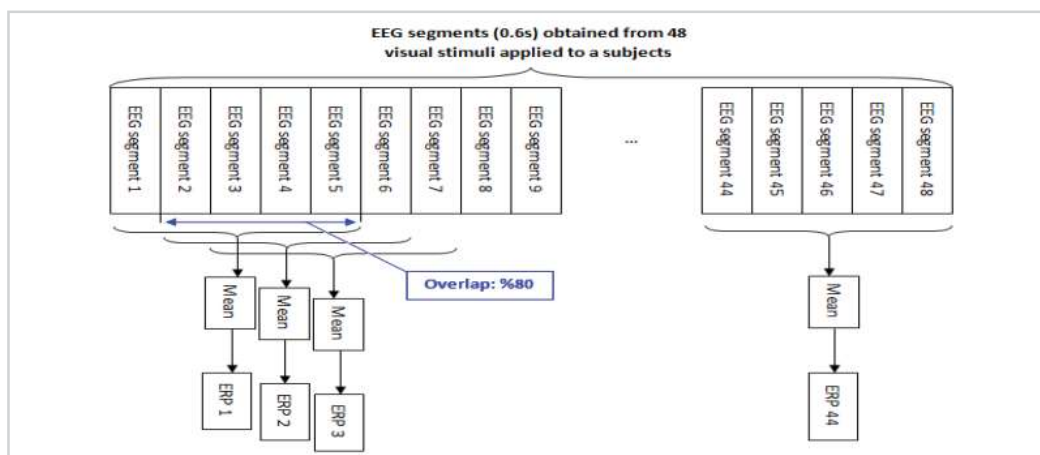 EEG segments (0.6s) obtained from 48
visual stimuli applied to a subjects
EEG segment 1
EEG segment 2
EEG segment 3
EEG segment 4
EEG segment 5
EEG segment 6
EEG segment 7
EEG segment 8
EEG segment 9
...
EEG segment 44
EEG segment 45
EEG segment 46
EEG segment 47
EEG segment 48
Overlap: %80
Mean
Mean
Mean
Mean
ERP 1
ERP 2
ERP 3
ERP 44